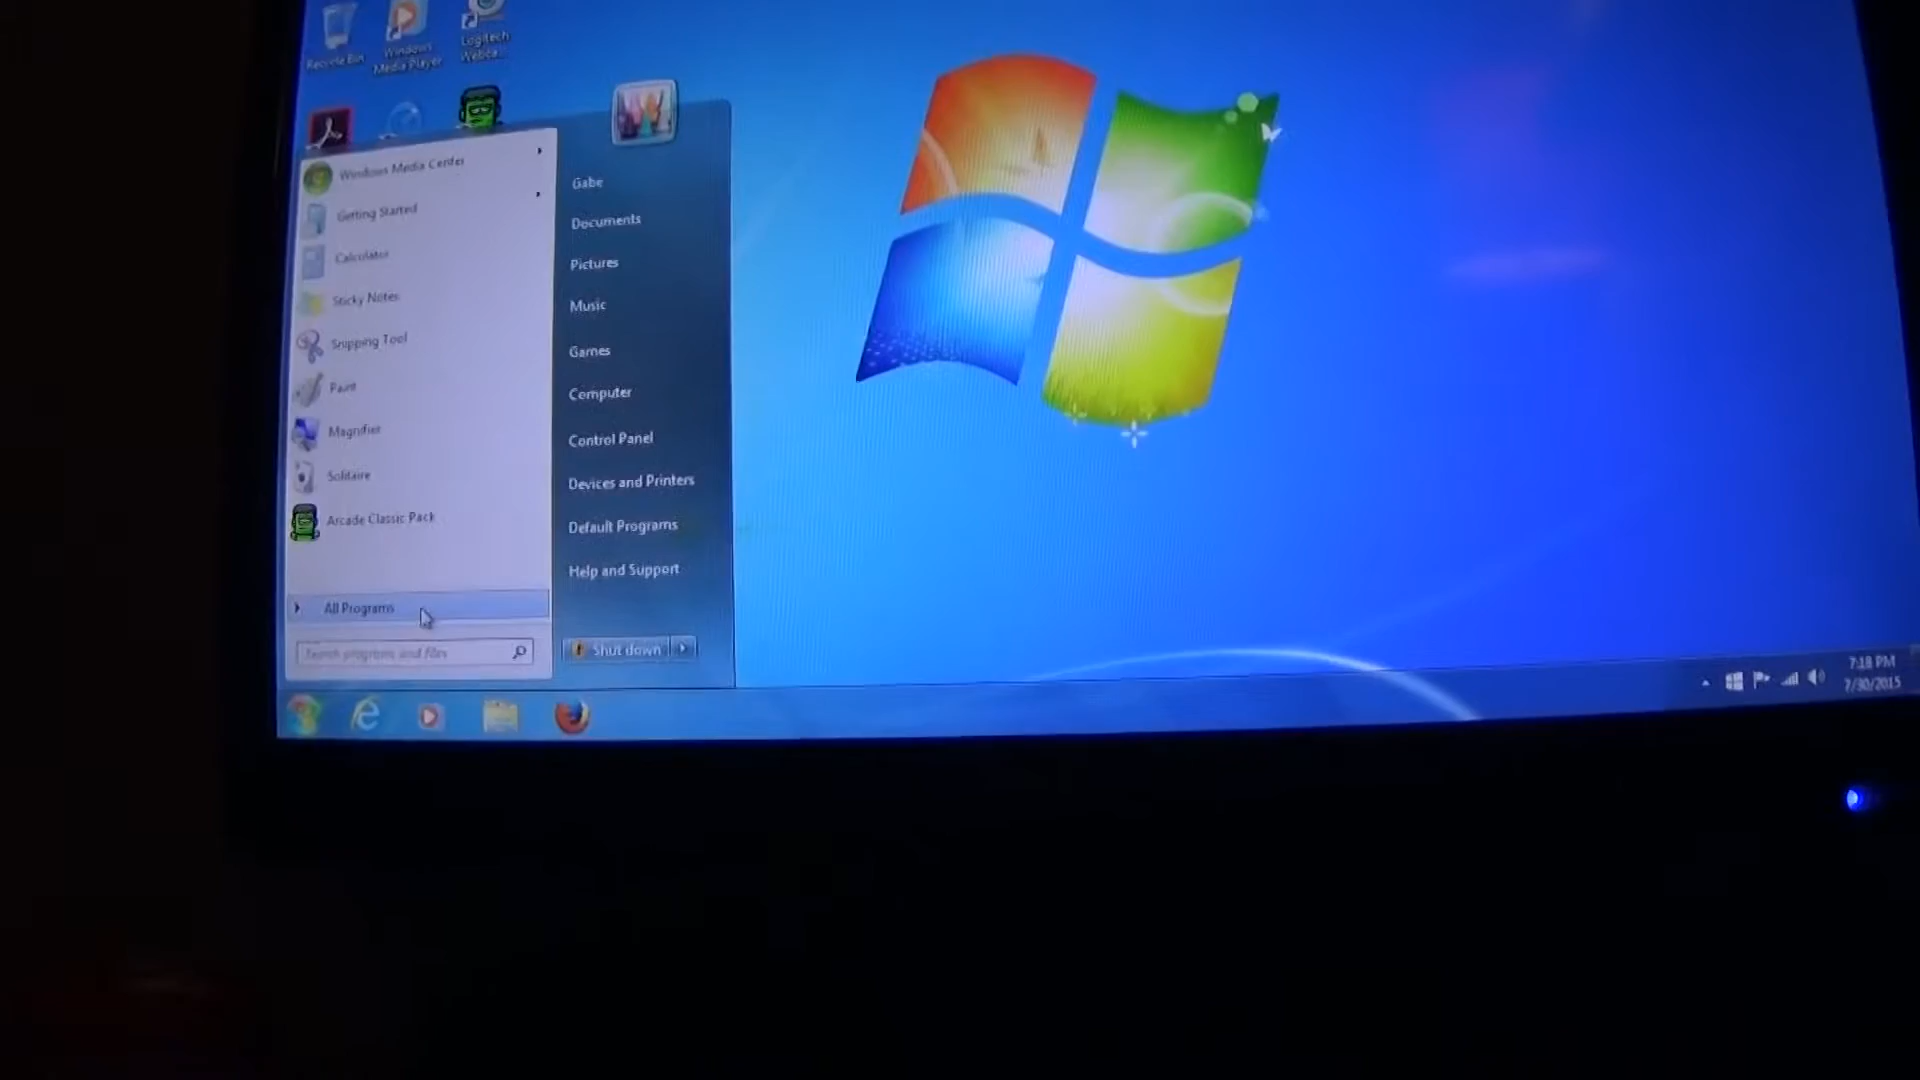 Recycle Bin
Windows Media Player
Logitech Webca...
Windows Media Center
Getting Started
Calculator
Sticky Notes
Snipping Tool
Paint
Magnifier
Solitaire
Arcade Classic Pack
All Programs
Search programs and files
Gabe
Documents
Pictures
Music
Games
Computer
Control Panel
Devices and Printers
Default Programs
Help and Support
Shut down
7:18 PM
7/30/2015